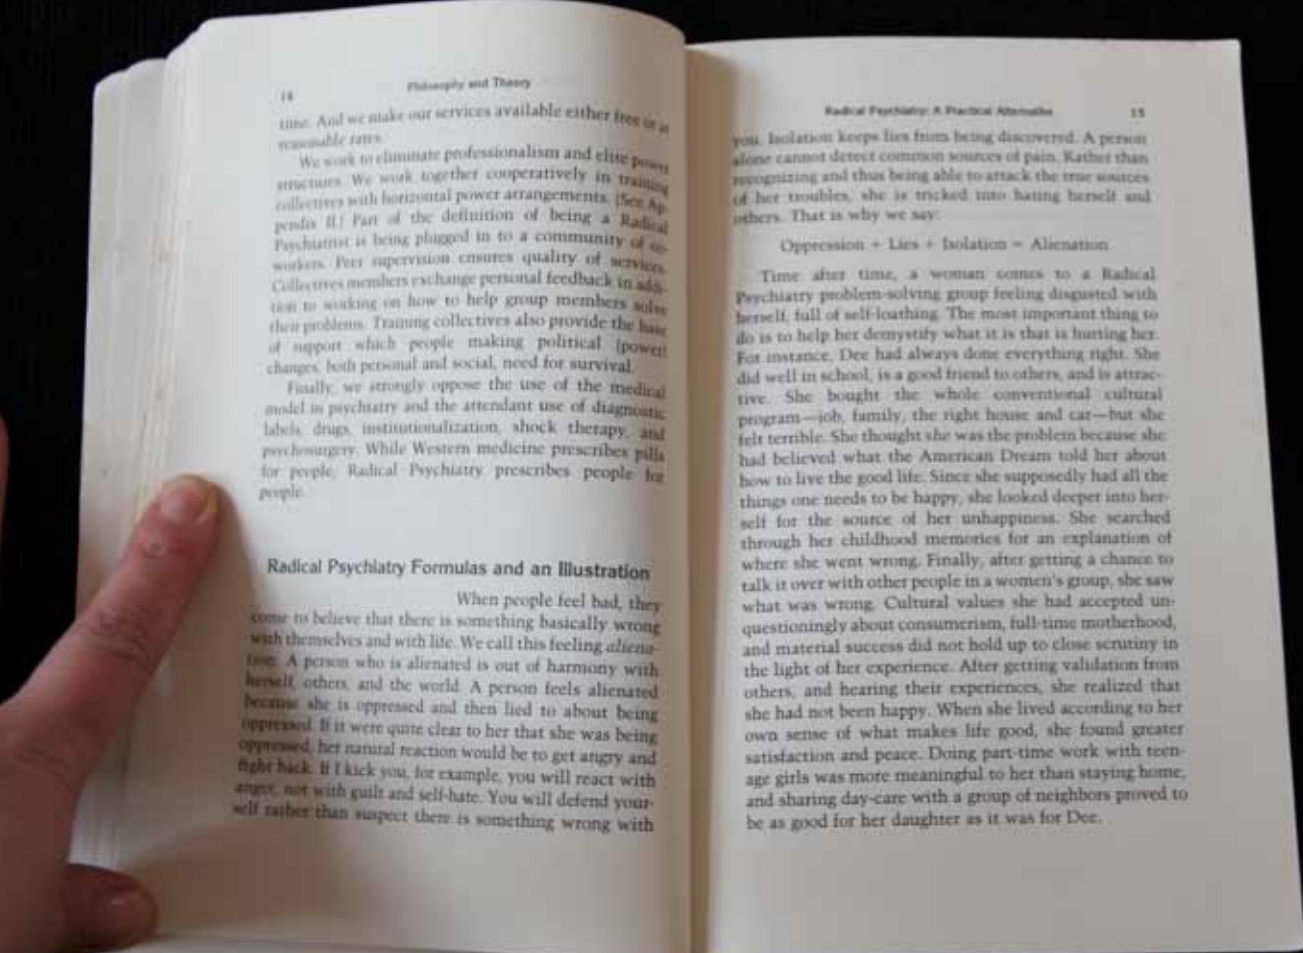 14
Philosophy and Theory
time. And we make our services available either free or at
reasonable rates.
We work to eliminate professionalism and elite power
structures. We work together cooperatively in training
collectives with horizontal power arrangements. [See Ap-
pendix II.] Part of the definition of being a Radical
Psychiatrist is being plugged in to a community of co-
workers. Peer supervision ensures quality of services.
Collectives members exchange personal feedback in addi-
tion to working on how to help group members solve
their problems. Training collectives also provide the base
of support which people making political (power)
changes, both personal and social, need for survival.
Finally, we strongly oppose the use of the medical
model in psychiatry and the attendant use of diagnostic
labels, drugs, institutionalization, shock therapy, and
psychosurgery. While Western medicine prescribes pills
for people, Radical Psychiatry prescribes people for
people.
Radical Psychiatry Formulas and an Illustration
When people feel bad, they
come to believe that there is something basically wrong
with themselves and with life. We call this feeling aliena-
tion. A person who is alienated is out of harmony with
herself, others, and the world. A person feels alienated
because she is oppressed and then lied to about being
oppressed. If it were quite clear to her that she was being
oppressed, her natural reaction would be to get angry and
fight back. If I kick you, for example, you will react with
anger, not with guilt and self-hate. You will defend your-
self rather than suspect there is something wrong with
Radical Psychiatry: A Practical Alternative
15
you. Isolation keeps lies from being discovered. A person
alone cannot detect common sources of pain. Rather than
recognizing and thus being able to attack the true sources
of her troubles, she is tricked into hating herself and
others. That is why we say:
Oppression + Lies + Isolation = Alienation
Time after time, a woman comes to a Radical
Psychiatry problem-solving group feeling disgusted with
herself, full of self-loathing. The most important thing to
do is to help her demystify what it is that is hurting her.
For instance, Dee had always done everything right. She
did well in school, is a good friend to others, and is attrac-
tive. She bought the whole conventional cultural
program—job, family, the right house and car—but she
felt terrible. She thought she was the problem because she
had believed what the American Dream told her about
how to live the good life. Since she supposedly had all the
things one needs to be happy, she looked deeper into her-
self for the source of her unhappiness. She searched
through her childhood memories for an explanation of
where she went wrong. Finally, after getting a chance to
talk it over with other people in a women's group, she saw
what was wrong. Cultural values she had accepted un-
questioningly about consumerism, full-time motherhood,
and material success did not hold up to close scrutiny in
the light of her experience. After getting validation from
others, and hearing their experiences, she realized that
she had not been happy. When she lived according to her
own sense of what makes life good, she found greater
satisfaction and peace. Doing part-time work with teen-
age girls was more meaningful to her than staying home,
and sharing day-care with a group of neighbors proved to
be as good for her daughter as it was for Dee.